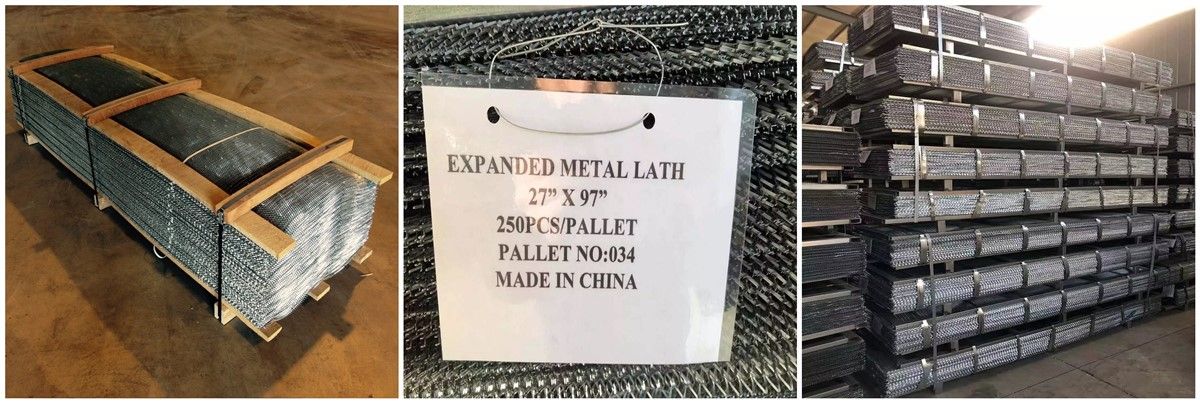 EXPANDED METAL LATH
27” X 97”
250PCS/PALLET
PALLET NO:034
MADE IN CHINA